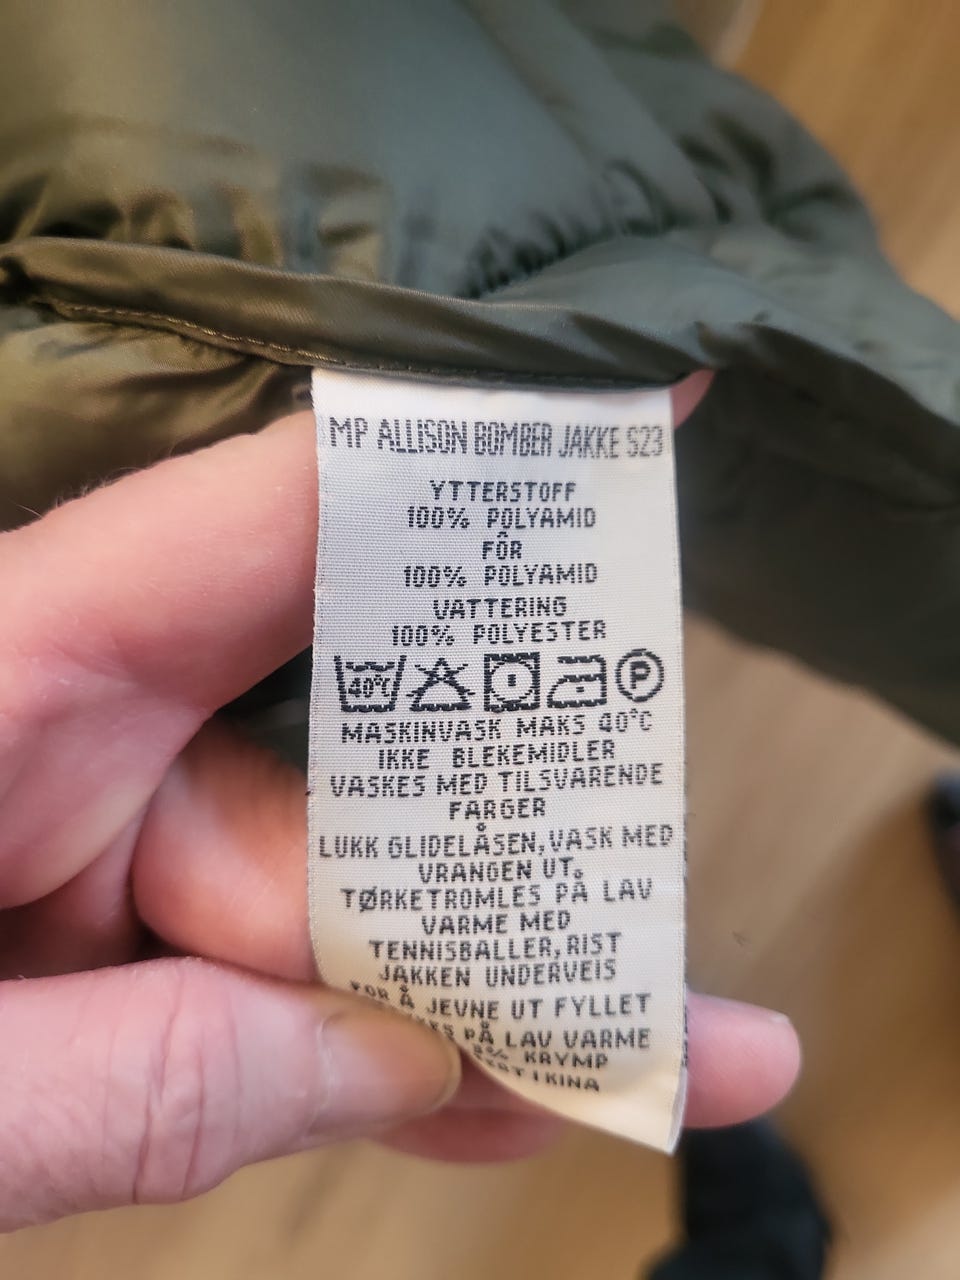 MP ALLISON BOMBER JAKKE S23
YTTERSTOFF
100% POLYAMID
FÔR
100% POLYAMID
VATTERING
100% POLYESTER
40°C P
MASKINVASK MAKS 40°C
IKKE BLEKEMIDLER
VASKES MED TILSVARENDE
FARGER
LUKK GLIDELÅSEN, VASK MED
VRANGEN UT.
TØRKETROMLES PÅ LAV
VARME MED
TENNISBALLER, RIST
JAKKEN UNDERVEIS
FOR Å JEVNE UT FYLLET
PÅ LAV VARME
KRYMP
I KINA